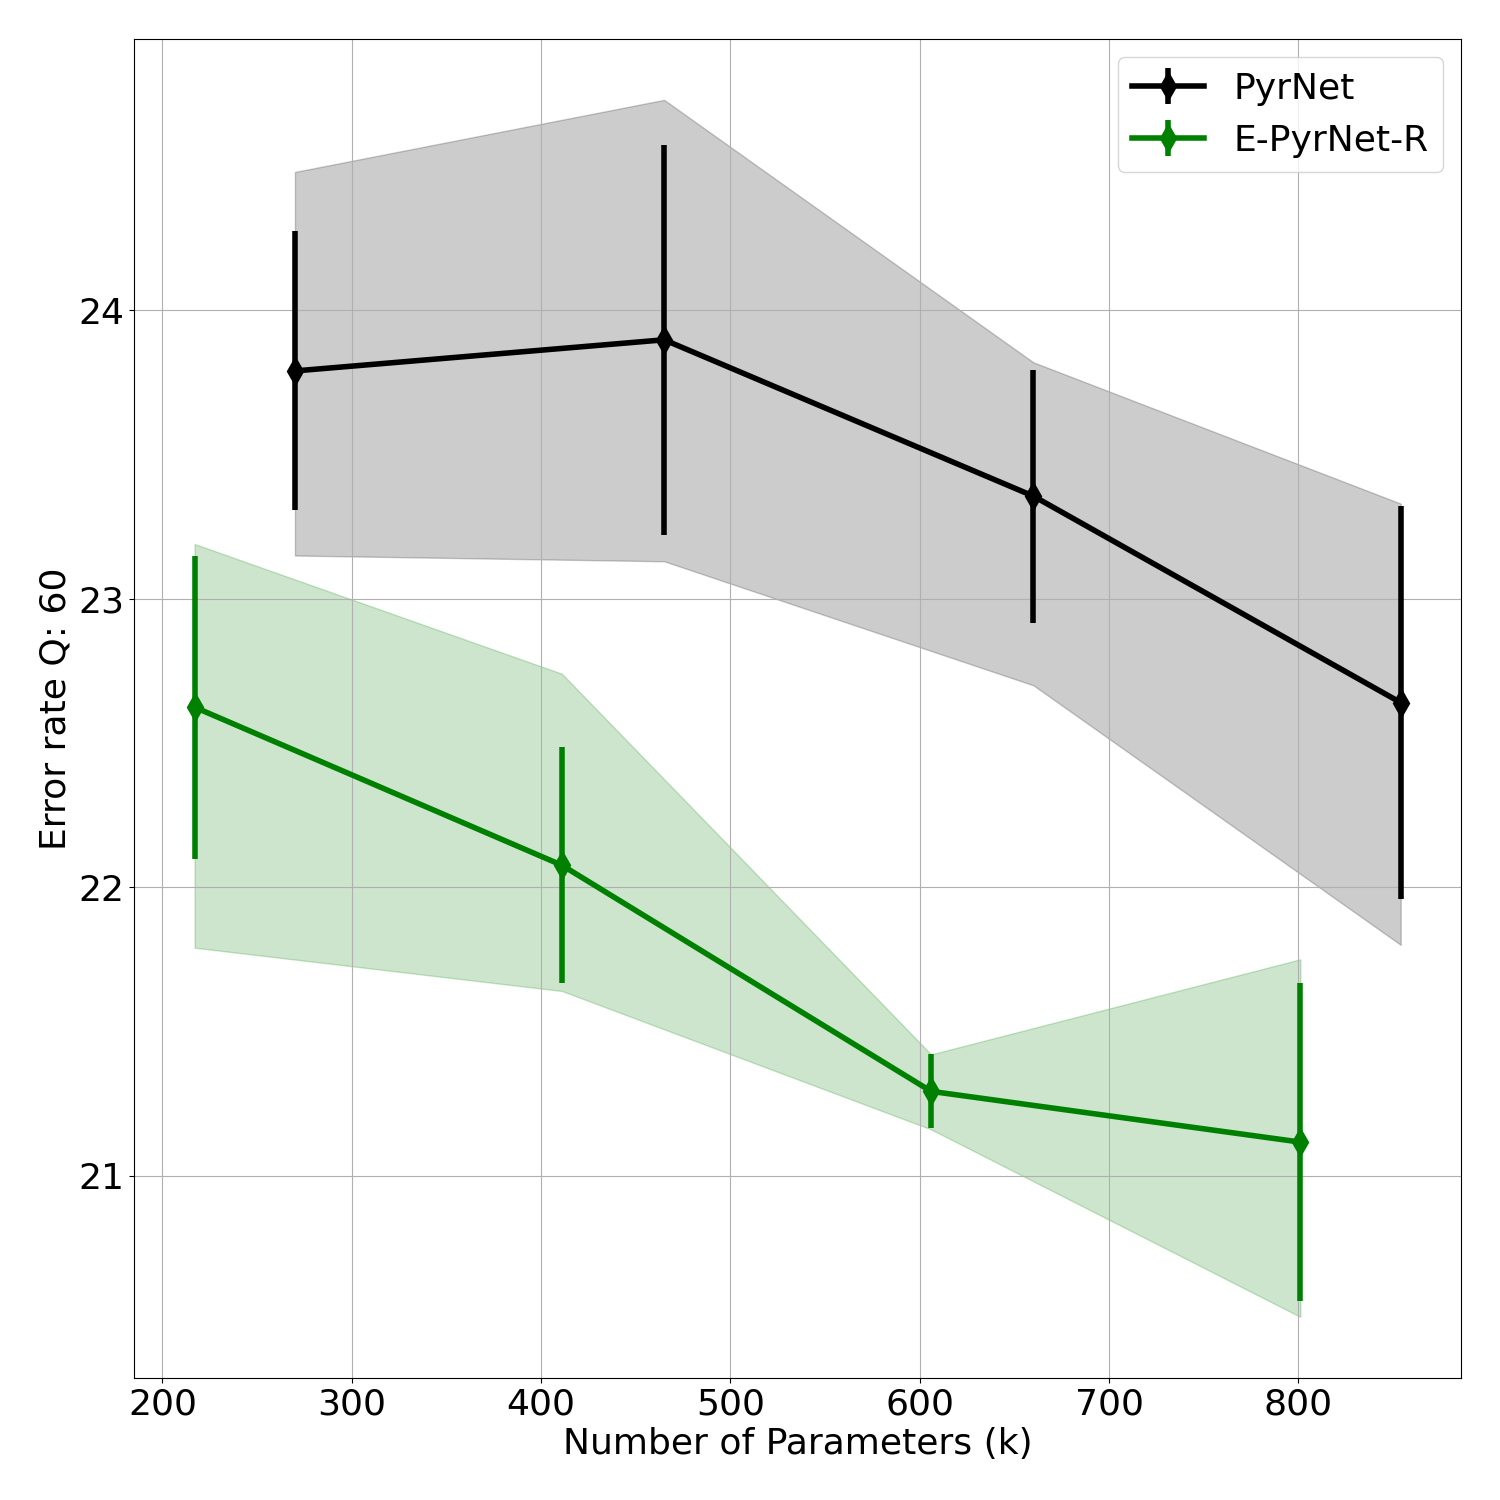 PyrNet
E-PyrNet-R
24
23
22
21
Error rate Q: 60
200 300 400 500 600 700 800
Number of Parameters (k)